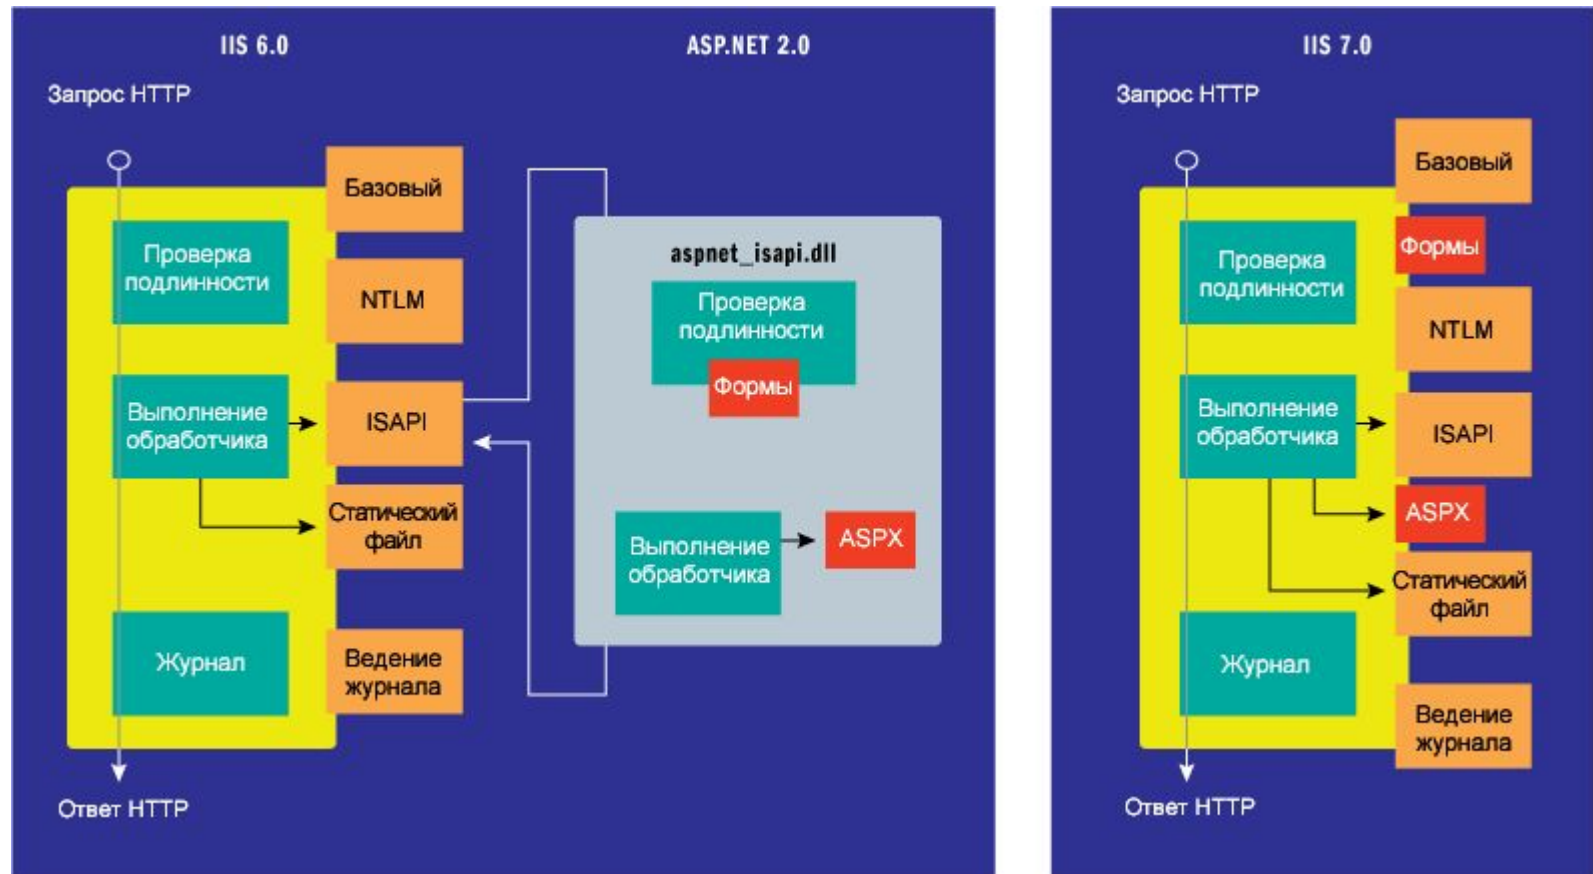 IIS 6.0
ASP.NET 2.0
Запрос HTTP
Базовый
Проверка
подлинности
NTLM
Выполнение
обработчика
ISAPI
Статический
файл
Журнал
Ведение
журнала
Ответ HTTP
aspnet_isapi.dll
Проверка
подлинности
Формы
Выполнение
обработчика
ASPX
IIS 7.0
Запрос HTTP
Базовый
Формы
Проверка
подлинности
NTLM
Выполнение
обработчика
ISAPI
ASPX
Статический
файл
Журнал
Ведение
журнала
Ответ HTTP